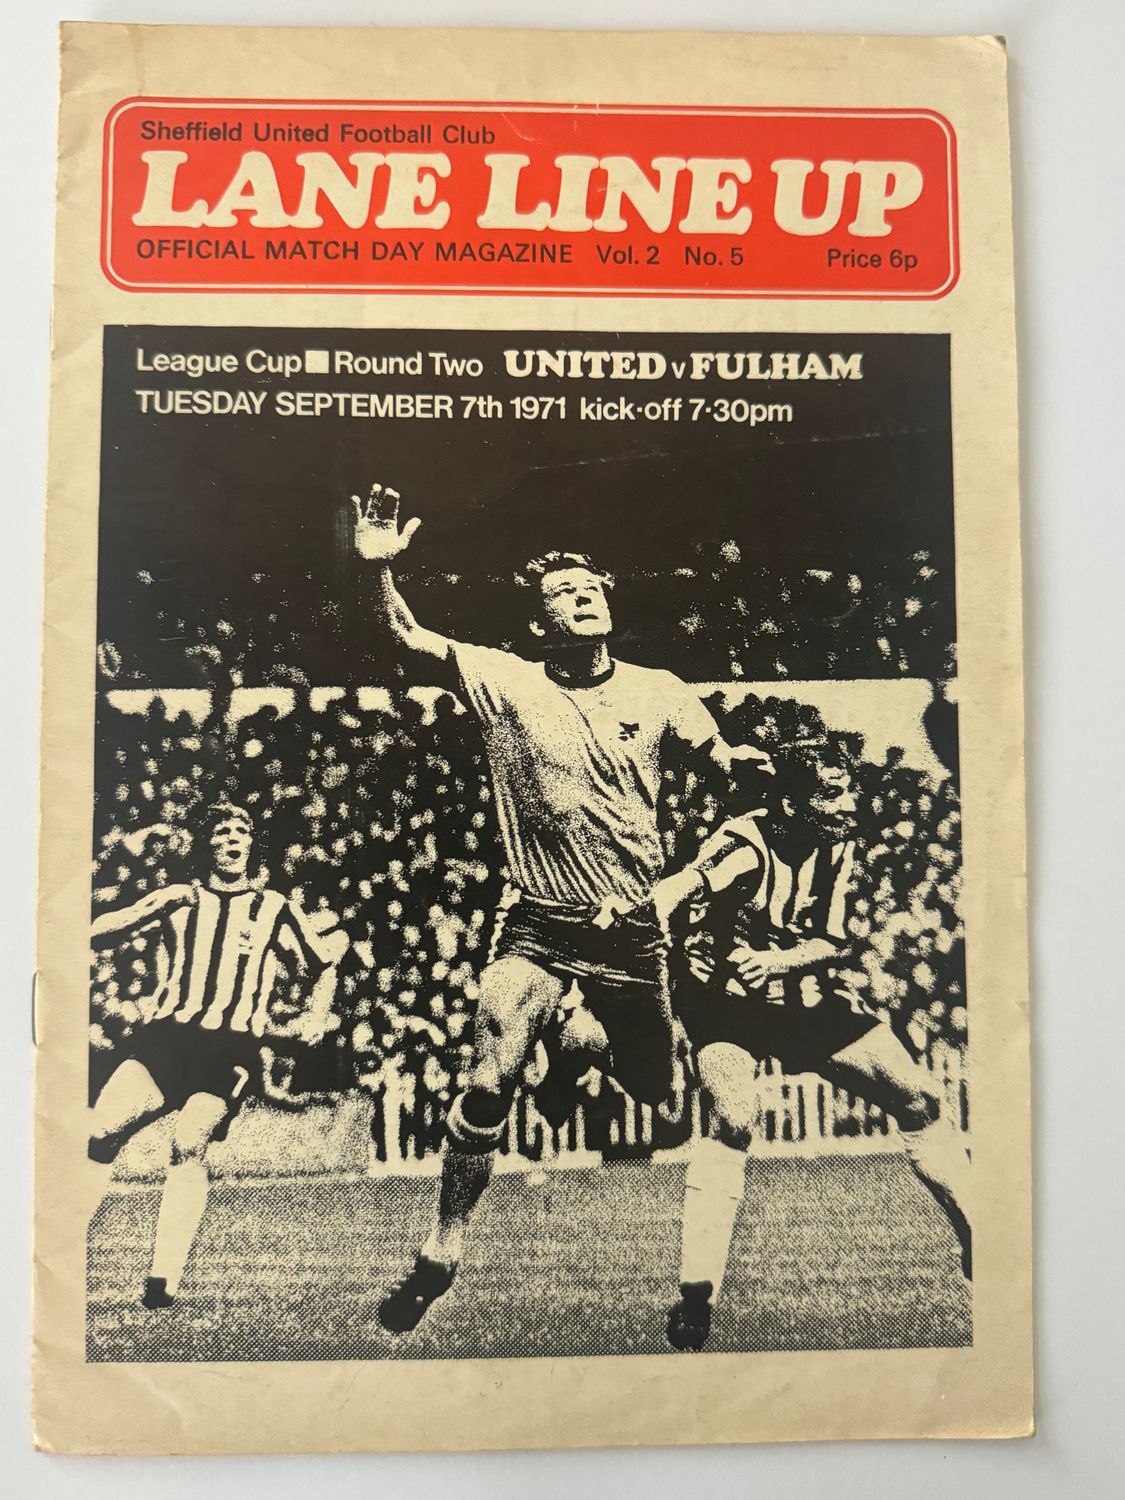 Sheffield United Football Club
LANE LINE UP
OFFICIAL MATCH DAY MAGAZINE Vol. 2 No. 5 Price 6p
League Cup ■ Round Two UNITED v FULHAM
TUESDAY SEPTEMBER 7th 1971 kick-off 7·30pm
7